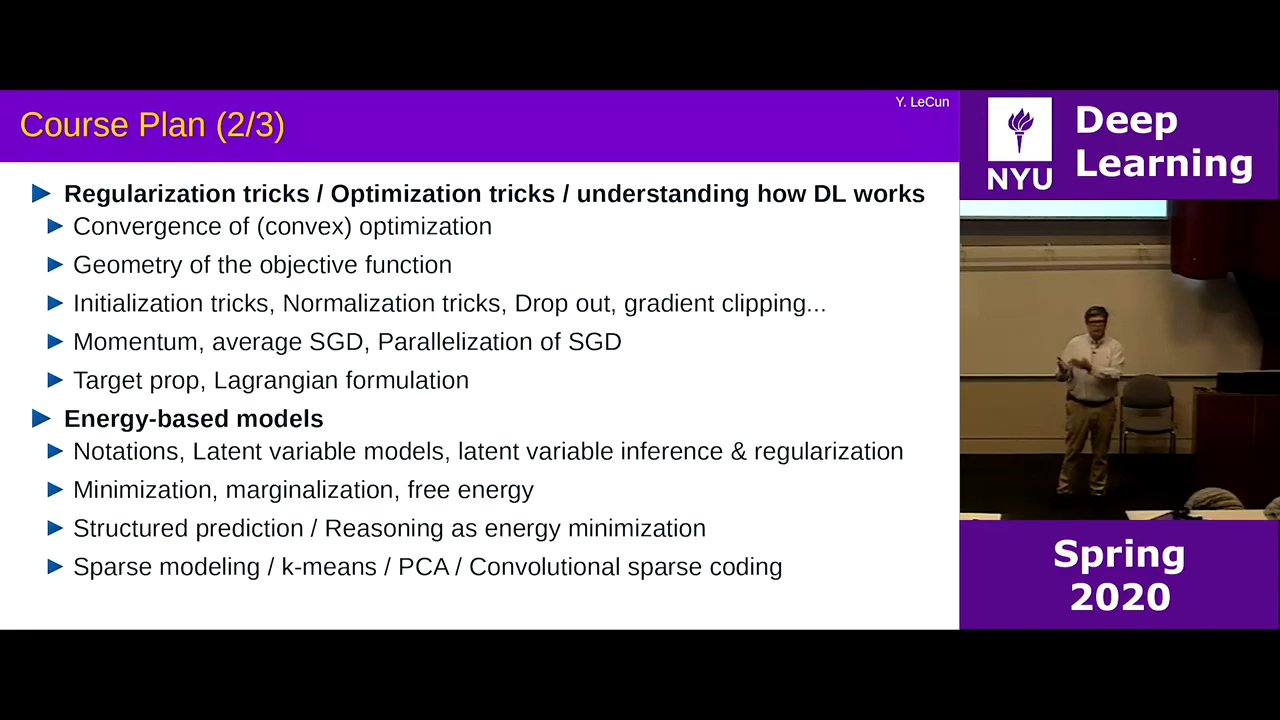 Y. LeCun
Course Plan (2/3)
► Regularization tricks / Optimization tricks / understanding how DL works
► Convergence of (convex) optimization
► Geometry of the objective function
► Initialization tricks, Normalization tricks, Drop out, gradient clipping...
► Momentum, average SGD, Parallelization of SGD
► Target prop, Lagrangian formulation
► Energy-based models
► Notations, Latent variable models, latent variable inference & regularization
► Minimization, marginalization, free energy
► Structured prediction / Reasoning as energy minimization
► Sparse modeling / k-means / PCA / Convolutional sparse coding
NYU
Deep
Learning
Spring
2020